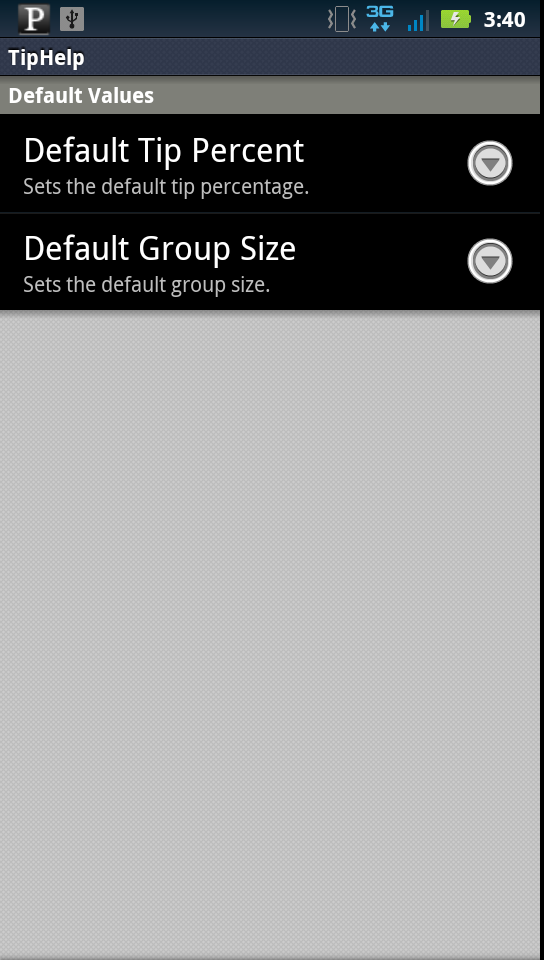 P 3G 3:40
TipHelp
Default Values
Default Tip Percent
Sets the default tip percentage.
Default Group Size
Sets the default group size.